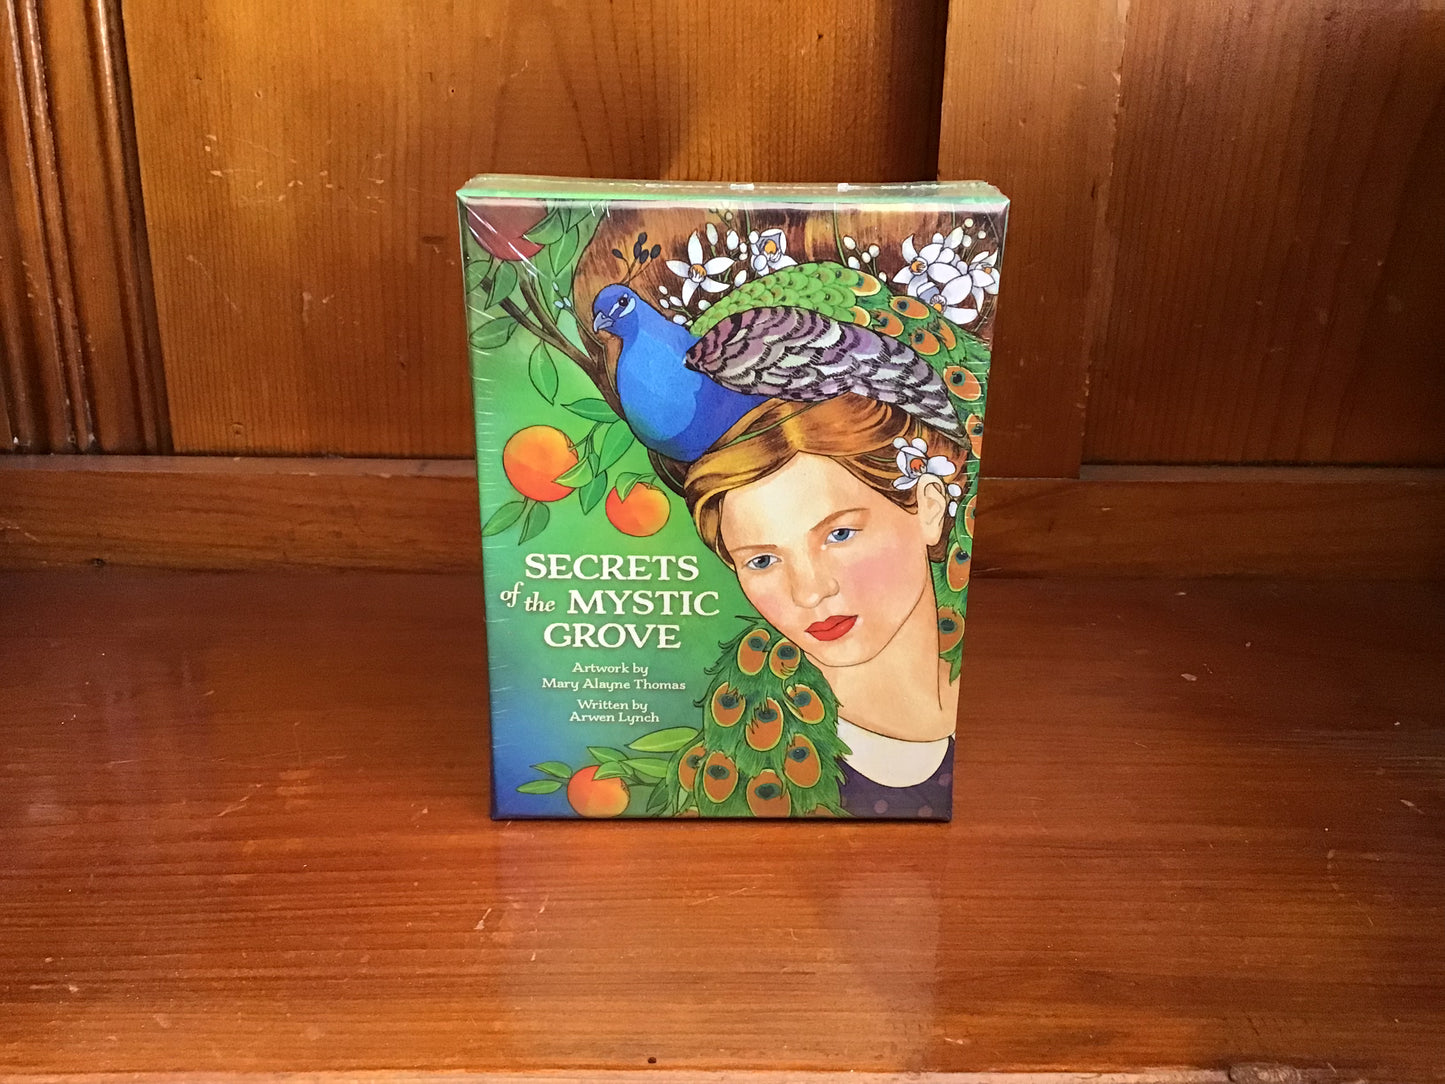 SECRETS
of the MYSTIC
GROVE
Artwork by
Mary Alayne Thomas
Written by
Arwen Lynch